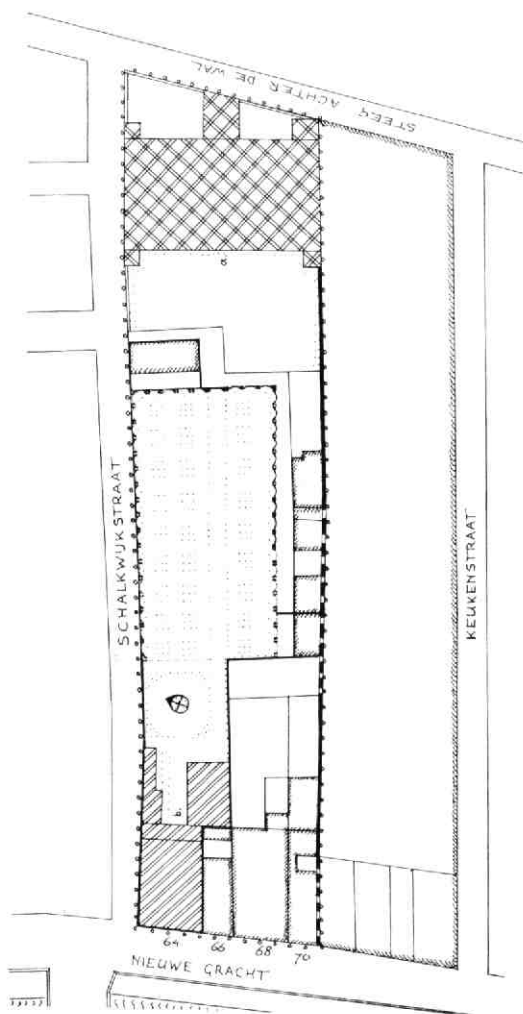 STEEG ACHTER DE WAL
a.
SCHALKWIJKSTRAAT
KEUKENSTRAAT
b.
64 66 68 70
NIEUWE GRACHT